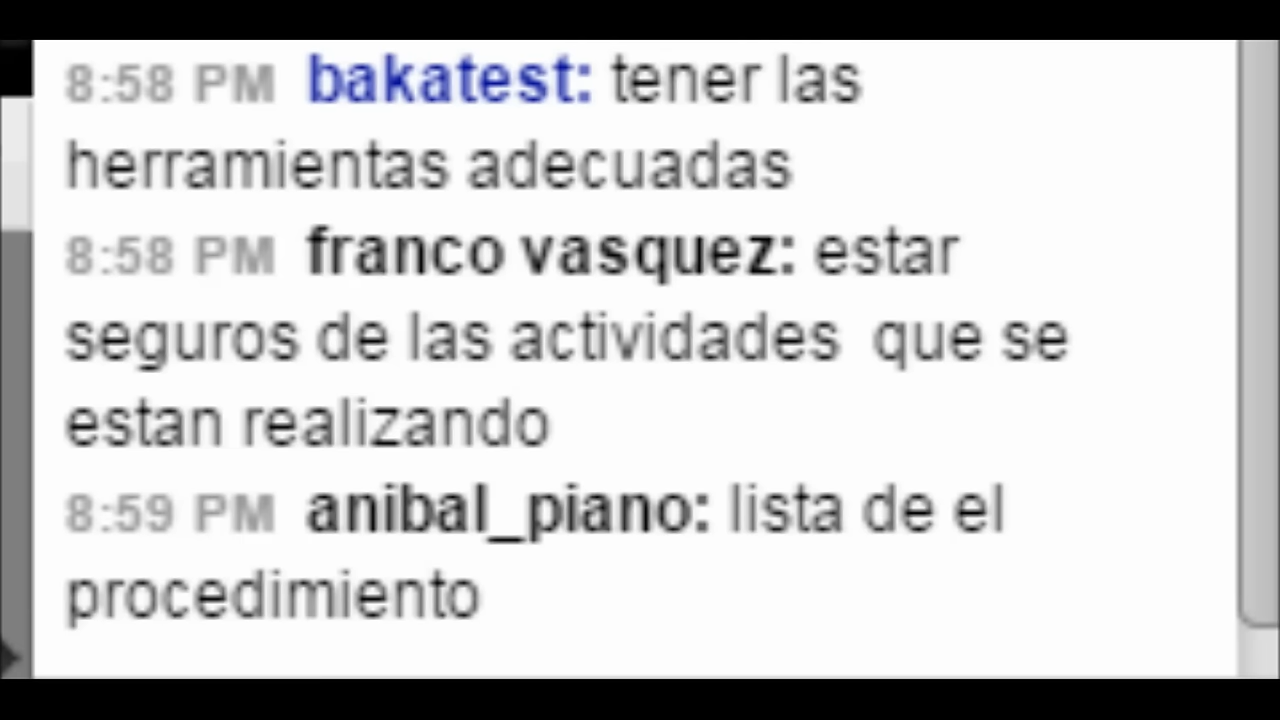 8:58 PM bakatest: tener las
herramientas adecuadas
8:58 PM franco vasquez: estar
seguros de las actividades  que se
estan realizando
8:59 PM anibal_piano: lista de el
procedimiento